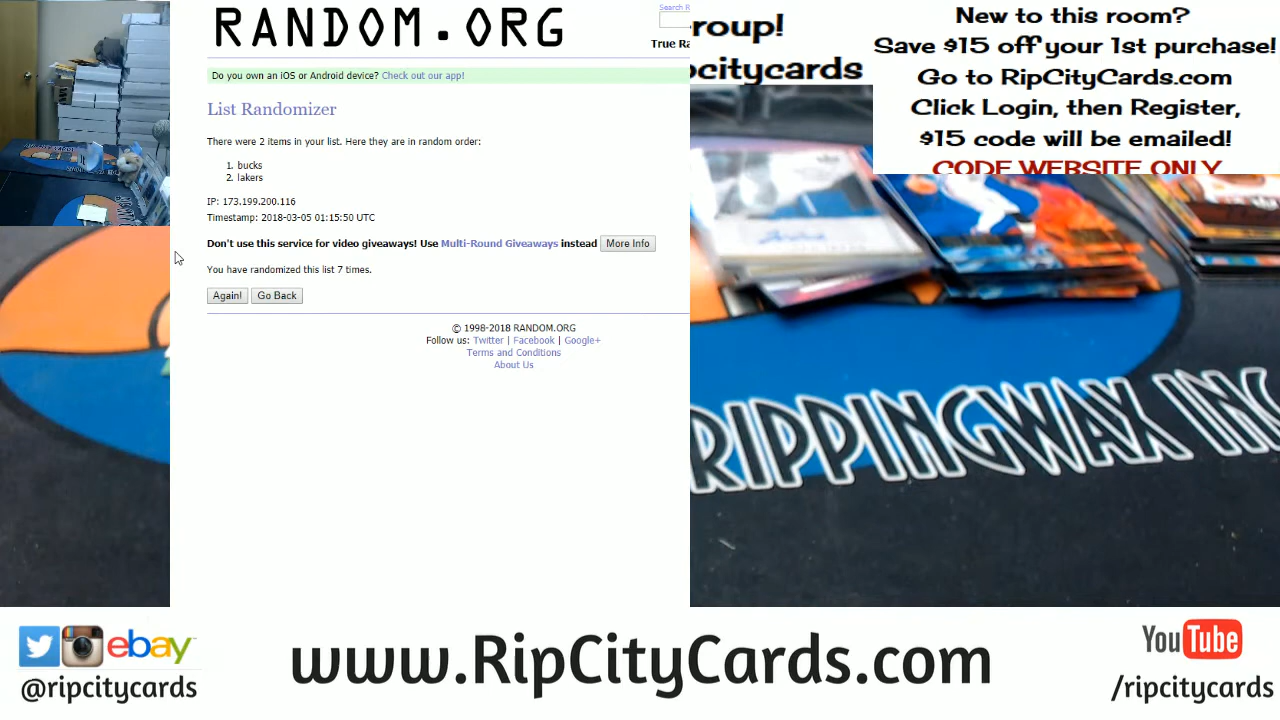 RANDOM.ORG
Search R
True Ra
Do you own an iOS or Android device? Check out our app!
List Randomizer
There were 2 items in your list. Here they are in random order:
1. bucks
2. lakers
IP: 173.199.200.116
Timestamp: 2018-03-05 01:15:50 UTC
Don't use this service for video giveaways! Use Multi-Round Giveaways instead More Info
You have randomized this list 7 times.
Again! Go Back
© 1998-2018 RANDOM.ORG
Follow us: Twitter | Facebook | Google+
Terms and Conditions
About Us
roup!
ocitycards
New to this room?
Save $15 off your 1st purchase!
Go to RipCityCards.com
Click Login, then Register,
$15 code will be emailed!
CODE WEBSITE ONLY
RIPPINGWAX INC
ebay
@ripcitycards
www.RipCityCards.com
YouTube
/ripcitycards